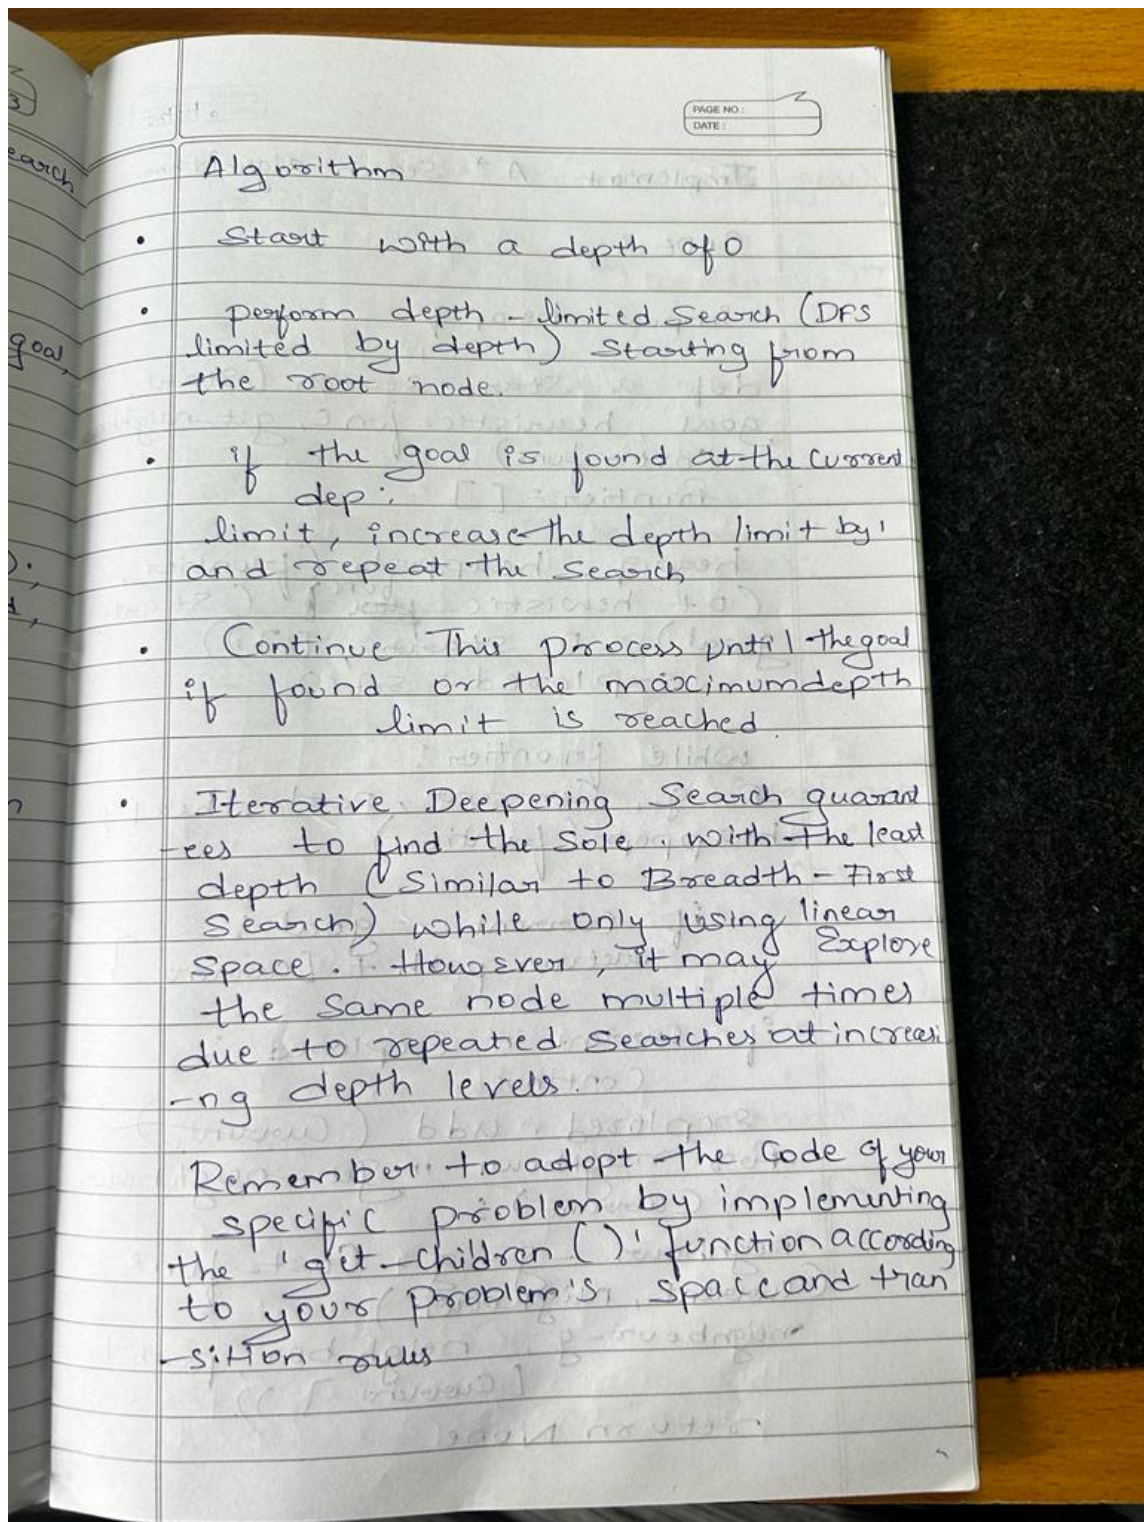 PAGE NO :
DATE :
3
earch
goal,
Algorithm
• Start with a depth of 0
• perform depth - limited Search (DFS
limited by depth) Starting from
the root node.
• if the goal is found at the current
dep :
limit, increase the depth limit by 1
and repeat the Search
• Continue This process until the goal
if found or the maximum depth
limit is reached.
• Iterative Deepening Search guarant
-ees to find the Sole. with the least
depth (Similar to Breadth - First
Search) while only using linear
space. However, it may Explore
the Same node multiple times
due to repeated Searches at increasi
-ng depth levels.
Remember to adopt the Code of your
specific problem by implementing
the 'get-children ()' function according
to your problem's, space and tran
-sition rules